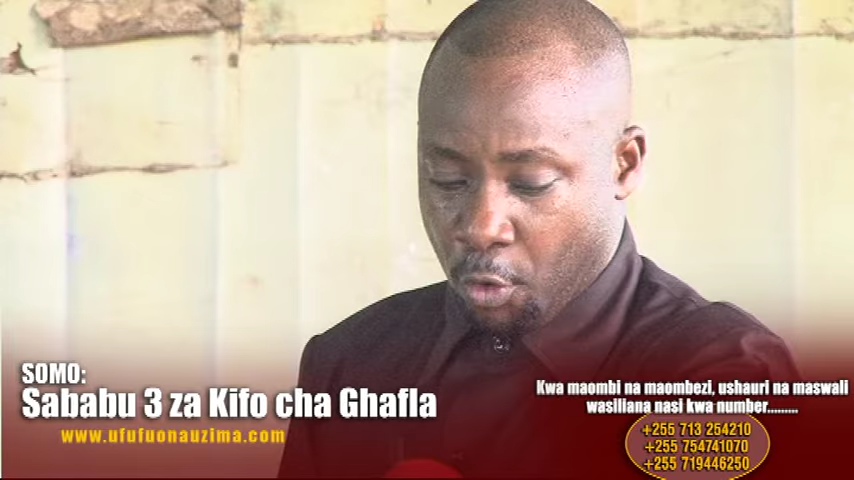 SOMO:
Sababu 3 za Kifo cha Ghafla
www.ufufuonauzima.com
Kwa maombi na maombezi, ushauri na maswali
wasiliana nasi kwa number.........
+255 713 254210
+255 754741070
+255 719446250